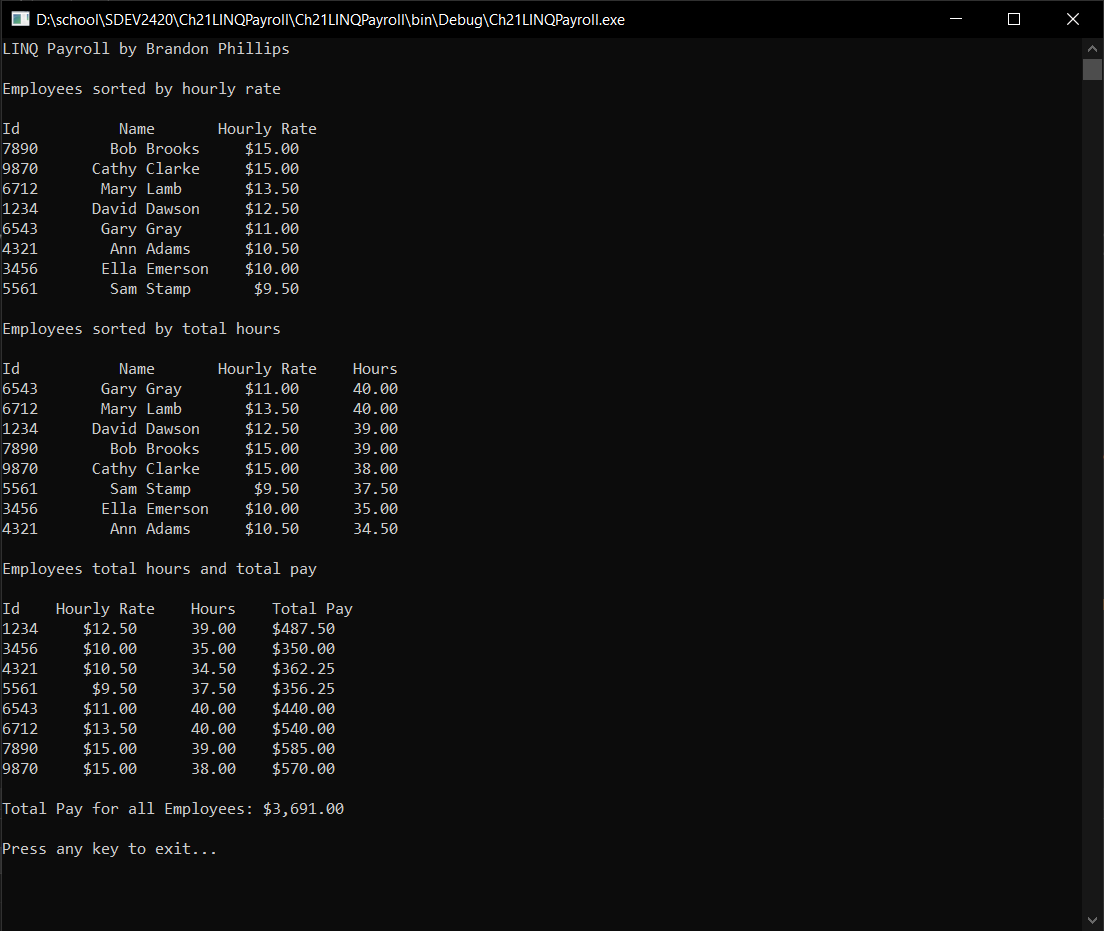 D:\school\SDEV2420\Ch21LINQPayroll\Ch21LINQPayroll\bin\Debug\Ch21LINQPayroll.exe
LINQ Payroll by Brandon Phillips
Employees sorted by hourly rate
Id Name Hourly Rate
7890 Bob Brooks $15.00
9870 Cathy Clarke $15.00
6712 Mary Lamb $13.50
1234 David Dawson $12.50
6543 Gary Gray $11.00
4321 Ann Adams $10.50
3456 Ella Emerson $10.00
5561 Sam Stamp $9.50
Employees sorted by total hours
Id Name Hourly Rate Hours
6543 Gary Gray $11.00 40.00
6712 Mary Lamb $13.50 40.00
1234 David Dawson $12.50 39.00
7890 Bob Brooks $15.00 39.00
9870 Cathy Clarke $15.00 38.00
5561 Sam Stamp $9.50 37.50
3456 Ella Emerson $10.00 35.00
4321 Ann Adams $10.50 34.50
Employees total hours and total pay
Id Hourly Rate Hours Total Pay
1234 $12.50 39.00 $487.50
3456 $10.00 35.00 $350.00
4321 $10.50 34.50 $362.25
5561 $9.50 37.50 $356.25
6543 $11.00 40.00 $440.00
6712 $13.50 40.00 $540.00
7890 $15.00 39.00 $585.00
9870 $15.00 38.00 $570.00
Total Pay for all Employees: $3,691.00
Press any key to exit...